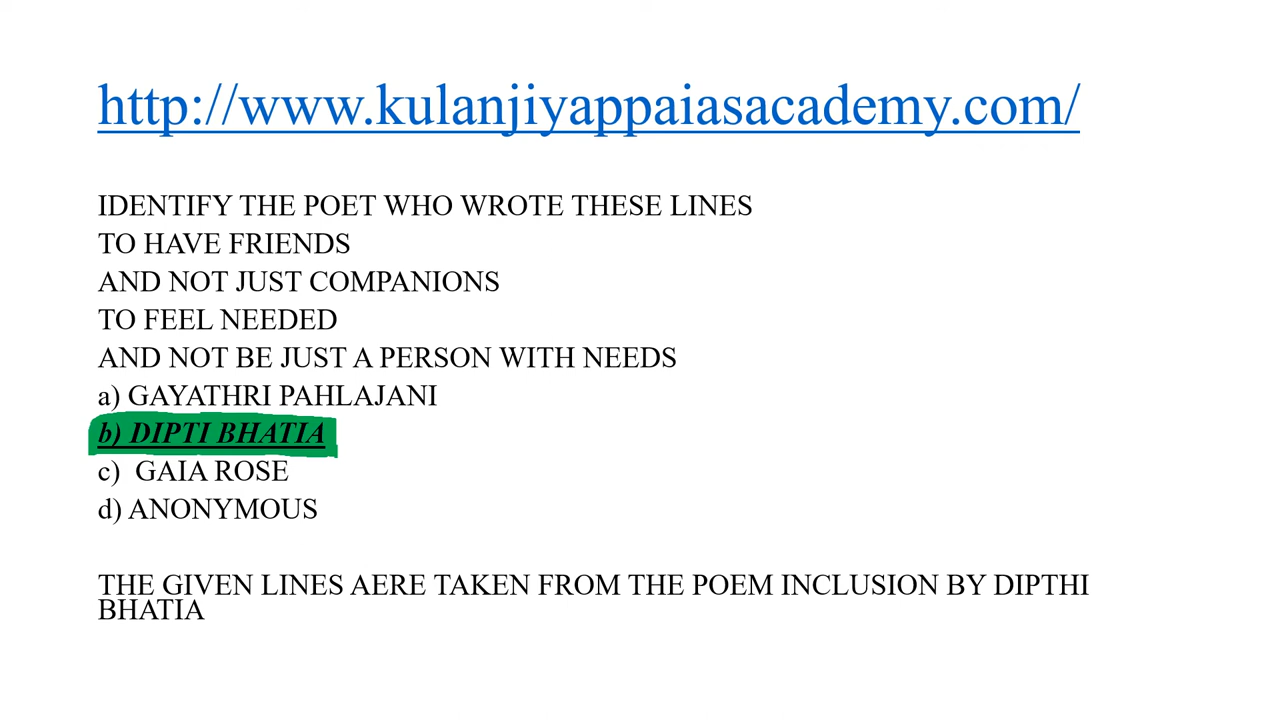 http://www.kulanjiyappaiasacademy.com/
IDENTIFY THE POET WHO WROTE THESE LINES
TO HAVE FRIENDS
AND NOT JUST COMPANIONS
TO FEEL NEEDED
AND NOT BE JUST A PERSON WITH NEEDS
a) GAYATHRI PAHLAJANI
b) DIPTI BHATIA
c) GAIA ROSE
d) ANONYMOUS
THE GIVEN LINES AERE TAKEN FROM THE POEM INCLUSION BY DIPTHI
BHATIA